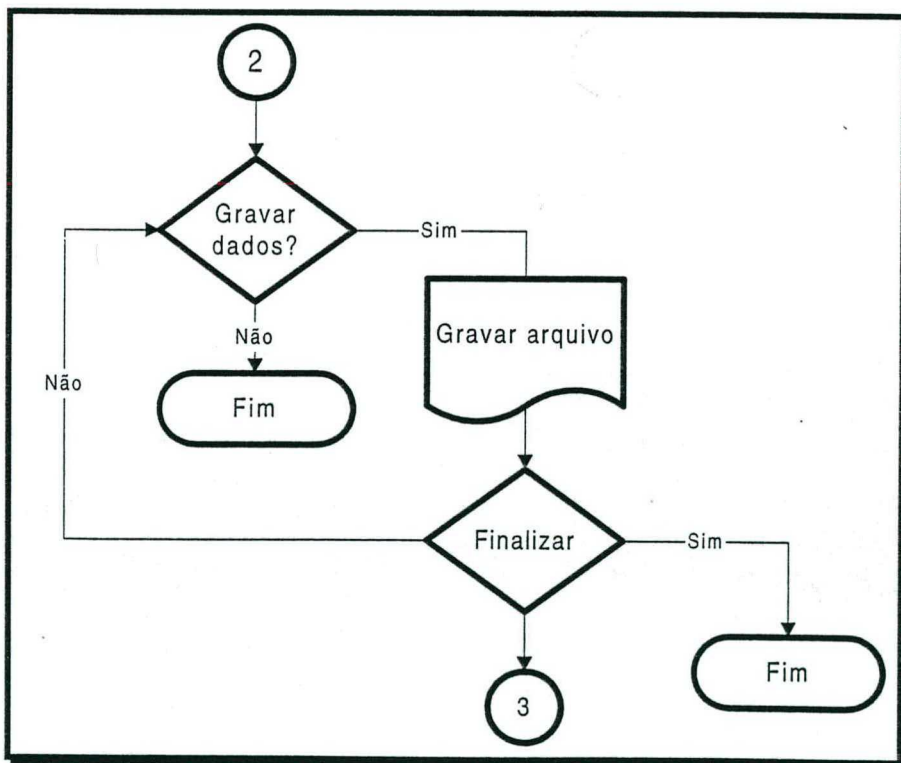 2
Gravar
dados?
Sim
Gravar arquivo
Não
Não
Fim
Finalizar
Sim
Fim
3